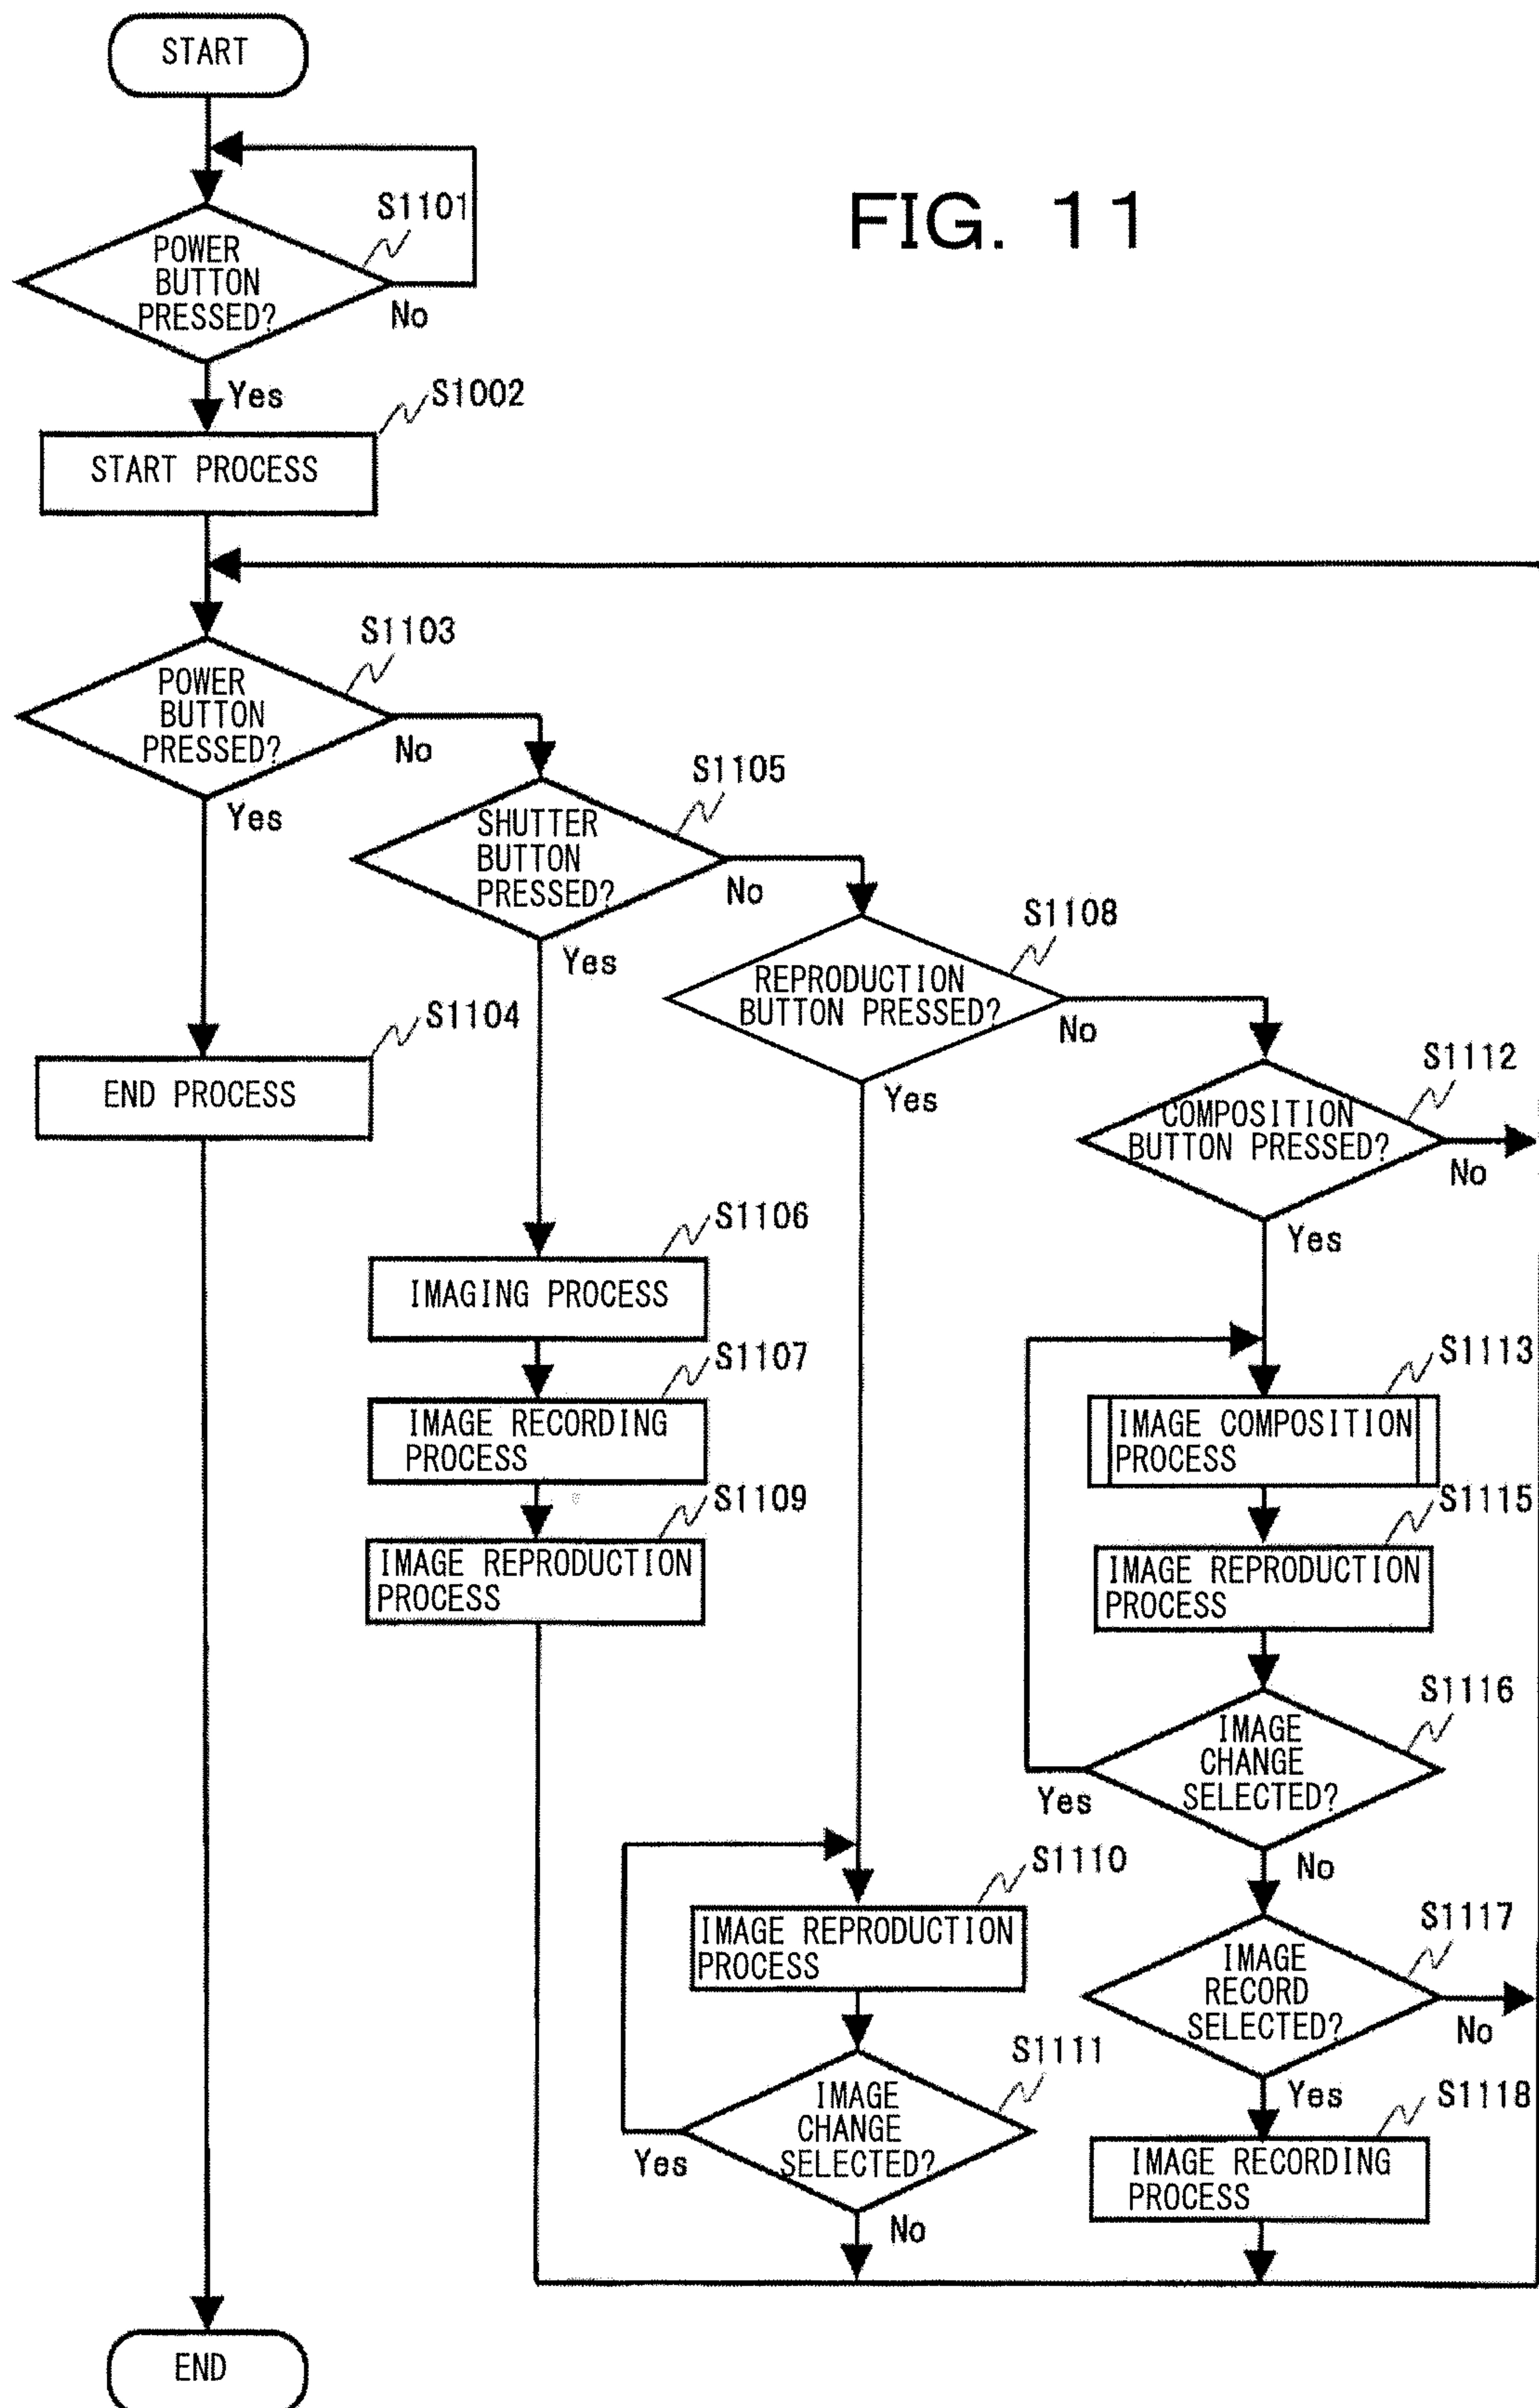 START
FIG. 11
S1101
POWER
BUTTON
PRESSED?
No
Yes
S1002
START PROCESS
S1103
POWER
BUTTON
PRESSED?
No
Yes
S1105
SHUTTER
BUTTON
PRESSED?
No
Yes
S1108
REPRODUCTION
BUTTON PRESSED?
No
Yes
S1104
END PROCESS
S1112
COMPOSITION
BUTTON PRESSED?
No
Yes
S1106
IMAGING PROCESS
S1107
IMAGE RECORDING
PROCESS
S1109
IMAGE REPRODUCTION
PROCESS
S1113
IMAGE COMPOSITION
PROCESS
S1115
IMAGE REPRODUCTION
PROCESS
S1116
IMAGE
CHANGE
SELECTED?
Yes
No
S1110
IMAGE REPRODUCTION
PROCESS
S1111
IMAGE
CHANGE
SELECTED?
Yes
No
S1117
IMAGE
RECORD
SELECTED?
No
Yes
S1118
IMAGE RECORDING
PROCESS
END